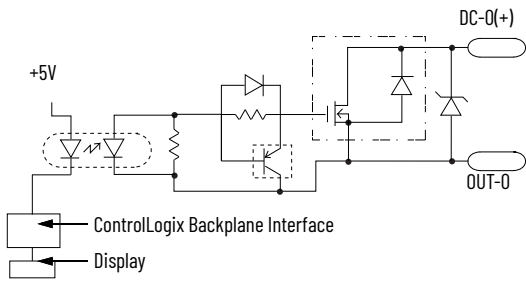 DC-0(+)
+5V
OUT-0
ControlLogix Backplane Interface
Display